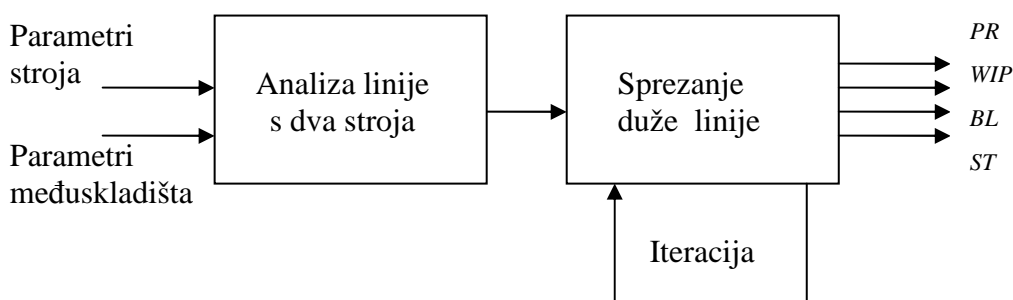 Parametri
stroja
Parametri
međuskladišta
Analiza linije
s dva stroja
Sprezanje
duže linije
Iteracija
PR
WIP
BL
ST